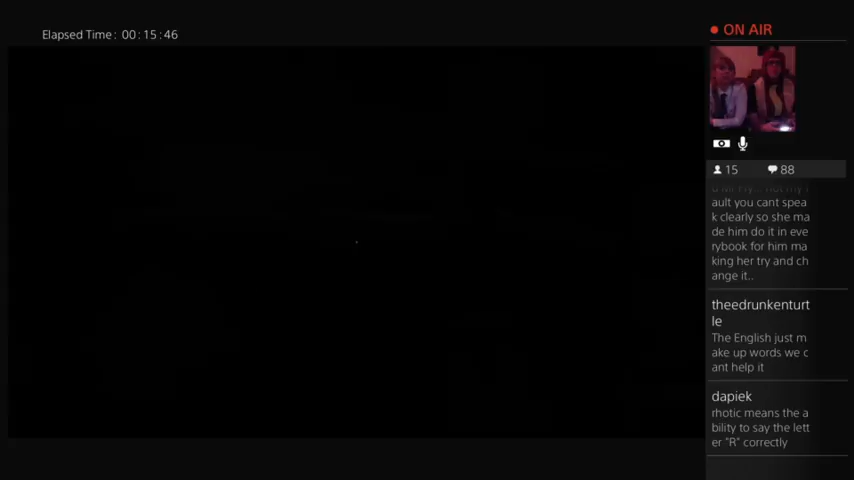 Elapsed Time: 00:15:46
ON AIR
15 88
ault you cant spea
k clearly so she ma
de him do it in eve
rybook for him ma
king her try and ch
ange it..
theedrunkenturt
le
The English just m
ake up words we c
ant help it
dapiek
rhotic means the a
bility to say the lett
er "R" correctly